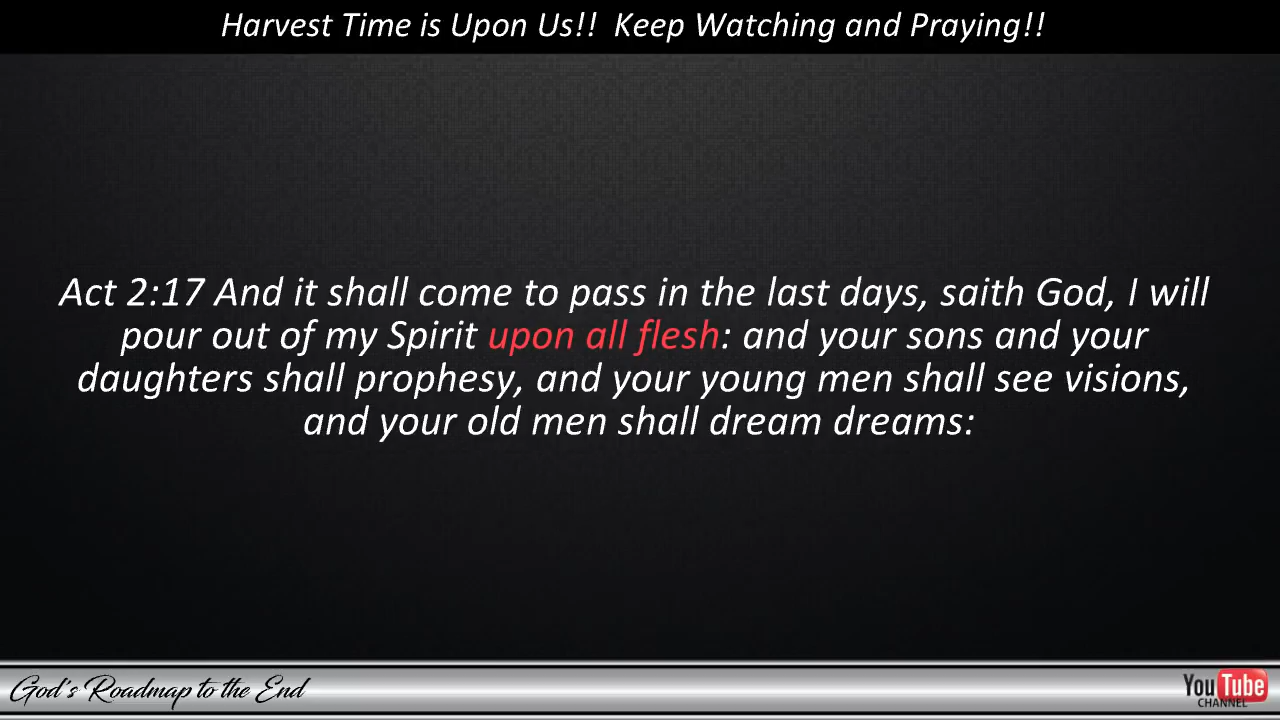 Harvest Time is Upon Us!!  Keep Watching and Praying!!
Act 2:17 And it shall come to pass in the last days, saith God, I will
pour out of my Spirit upon all flesh: and your sons and your
daughters shall prophesy, and your young men shall see visions,
and your old men shall dream dreams:
God's Roadmap to the End
YouTube
CHANNEL